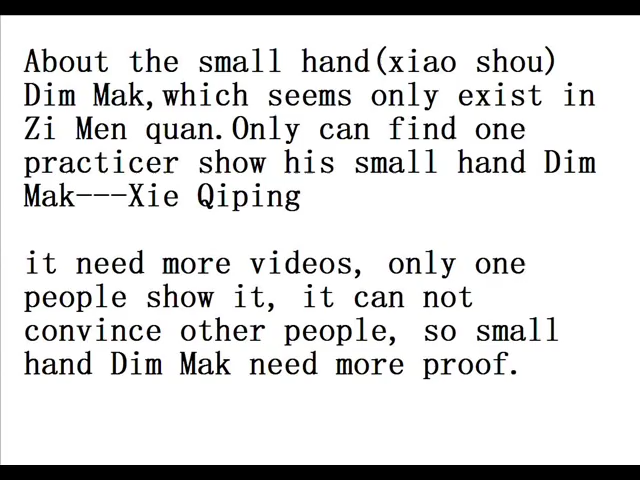 About the small hand(xiao shou)
Dim Mak,which seems only exist in
Zi Men quan.Only can find one
practicer show his small hand Dim
Mak---Xie Qiping
it need more videos, only one
people show it, it can not
convince other people, so small
hand Dim Mak need more proof.